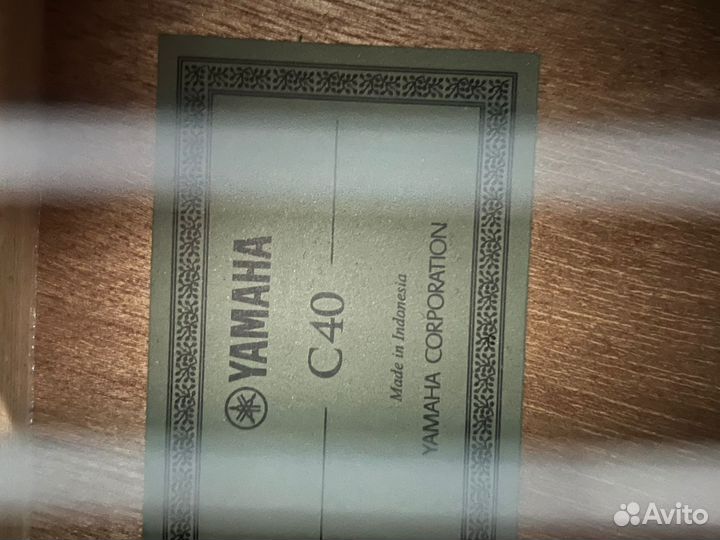 YAMAHA
C40
Made in Indonesia
YAMAHA CORPORATION
Avito